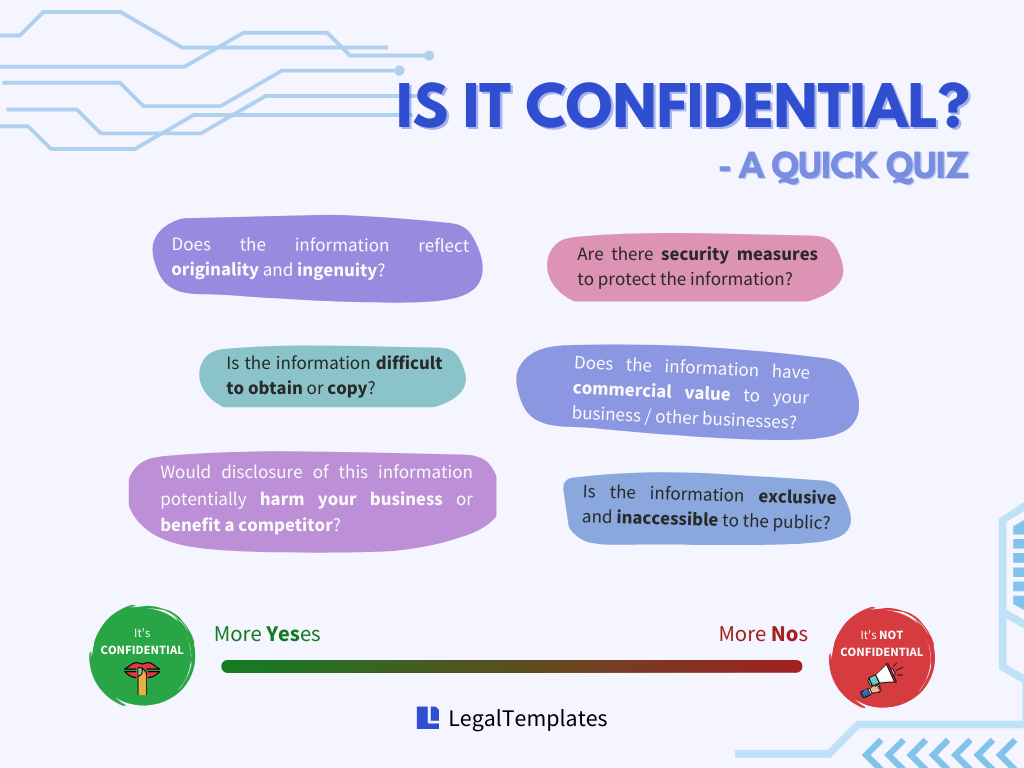 IS IT CONFIDENTIAL?
- A QUICK QUIZ
Does the information reflect
originality and ingenuity?
Are there security measures
to protect the information?
Is the information difficult
to obtain or copy?
Does the information have
commercial value to your
business / other businesses?
Would disclosure of this information
potentially harm your business or
benefit a competitor?
Is the information exclusive
and inaccessible to the public?
It's
CONFIDENTIAL
More Yeses
More Nos
It's NOT
CONFIDENTIAL
LegalTemplates